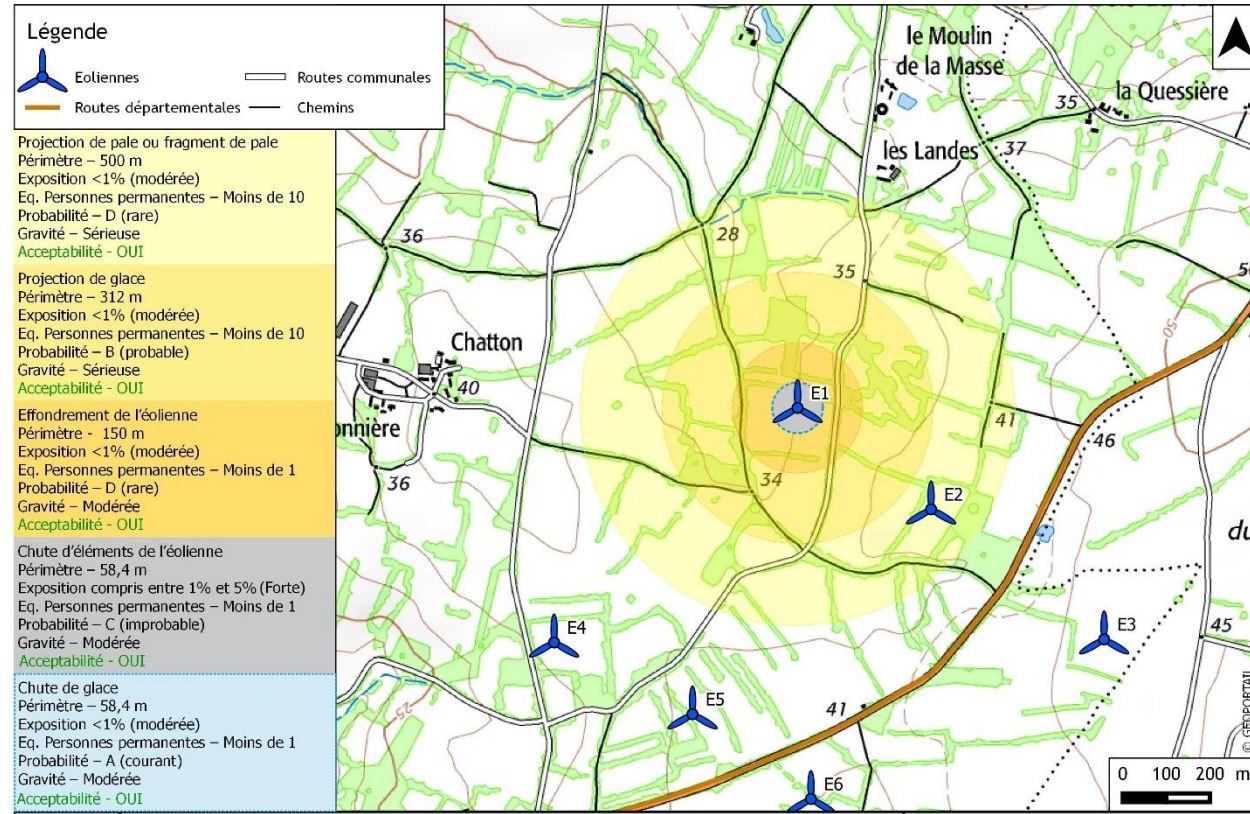 Légende
Eoliennes
Routes communales
Routes départementales
Chemins
Projection de pale ou fragment de pale
Périmètre – 500 m
Exposition <1% (modérée)
Eq. Personnes permanentes – Moins de 10
Probabilité – D (rare)
Gravité – Sérieuse
Acceptabilité - OUI
Projection de glace
Périmètre – 312 m
Exposition <1% (modérée)
Eq. Personnes permanentes – Moins de 10
Probabilité – B (probable)
Gravité – Sérieuse
Acceptabilité - OUI
Effondrement de l'éolienne
Périmètre - 150 m
Exposition <1% (modérée)
Eq. Personnes permanentes – Moins de 1
Probabilité – D (rare)
Gravité – Modérée
Acceptabilité - OUI
Chute d'éléments de l'éolienne
Périmètre – 58,4 m
Exposition compris entre 1% et 5% (Forte)
Eq. Personnes permanentes – Moins de 1
Probabilité – C (improbable)
Gravité – Modérée
Acceptabilité - OUI
Chute de glace
Périmètre – 58,4 m
Exposition <1% (modérée)
Eq. Personnes permanentes – Moins de 1
Probabilité – A (courant)
Gravité – Modérée
Acceptabilité - OUI
le Moulin
de la Masse
la Quessière
35
les Landes
37
36
28
35
50
Chatton
40
E1
onnière
41
46
36
34
E2
du
E4
E3
45
25
E5
41
E6
© GEOPORTAIL
0 100 200 m